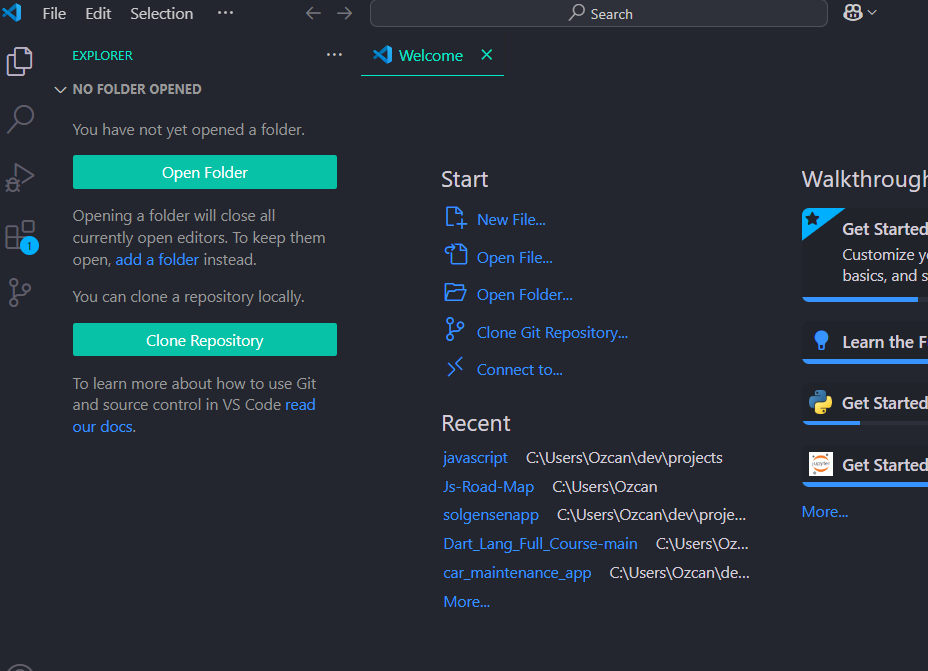 File Edit Selection ···
Search
EXPLORER ···
Welcome
NO FOLDER OPENED
You have not yet opened a folder.
Open Folder
Opening a folder will close all
currently open editors. To keep them
open, add a folder instead.
You can clone a repository locally.
Clone Repository
To learn more about how to use Git
and source control in VS Code read
our docs.
1
Start
New File...
Open File...
Open Folder...
Clone Git Repository...
Connect to...
Recent
javascript C:\Users\Ozcan\dev\projects
Js-Road-Map C:\Users\Ozcan
solgensenapp C:\Users\Ozcan\dev\proje...
Dart_Lang_Full_Course-main C:\Users\Oz...
car_maintenance_app C:\Users\Ozcan\de...
More...
Walkthrough
Get Started
Customize y
basics, and s
Learn the F
Get Started
jupyter
Get Started
More...